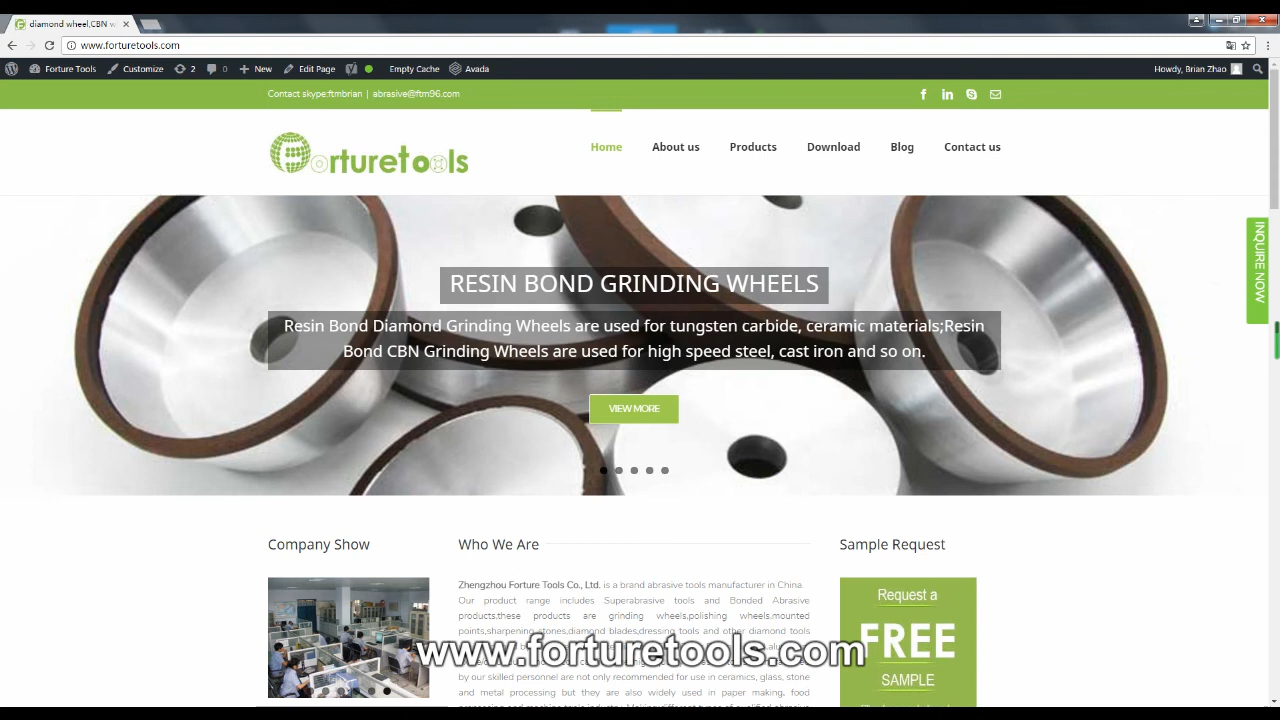 diamond wheel,CBN w
www.forturetools.com
Forture Tools
Customize
2
0
New
Edit Page
Empty Cache
Avada
Howdy, Brian Zhao
Contact skype:ftmbrian | abrasive@ftm96.com
forturetools
Home
About us
Products
Download
Blog
Contact us
INQUIRE NOW
RESIN BOND GRINDING WHEELS
Resin Bond Diamond Grinding Wheels are used for tungsten carbide, ceramic materials;Resin
Bond CBN Grinding Wheels are used for high speed steel, cast iron and so on.
VIEW MORE
Company Show
Who We Are
Sample Request
Zhengzhou Forture Tools Co., Ltd. is a brand abrasive tools manufacturer in China.
Our product range includes Superabrasive tools and Bonded Abrasive
products,these products are grinding wheels,polishing wheels,mounted
points,sharpening stones,diamond blades,dressing tools and other diamond tools
www.forturetools.com
by our skilled personnel are not only recommended for use in ceramics, glass, stone
and metal processing but they are also widely used in paper making, food
Request a
FREE
SAMPLE